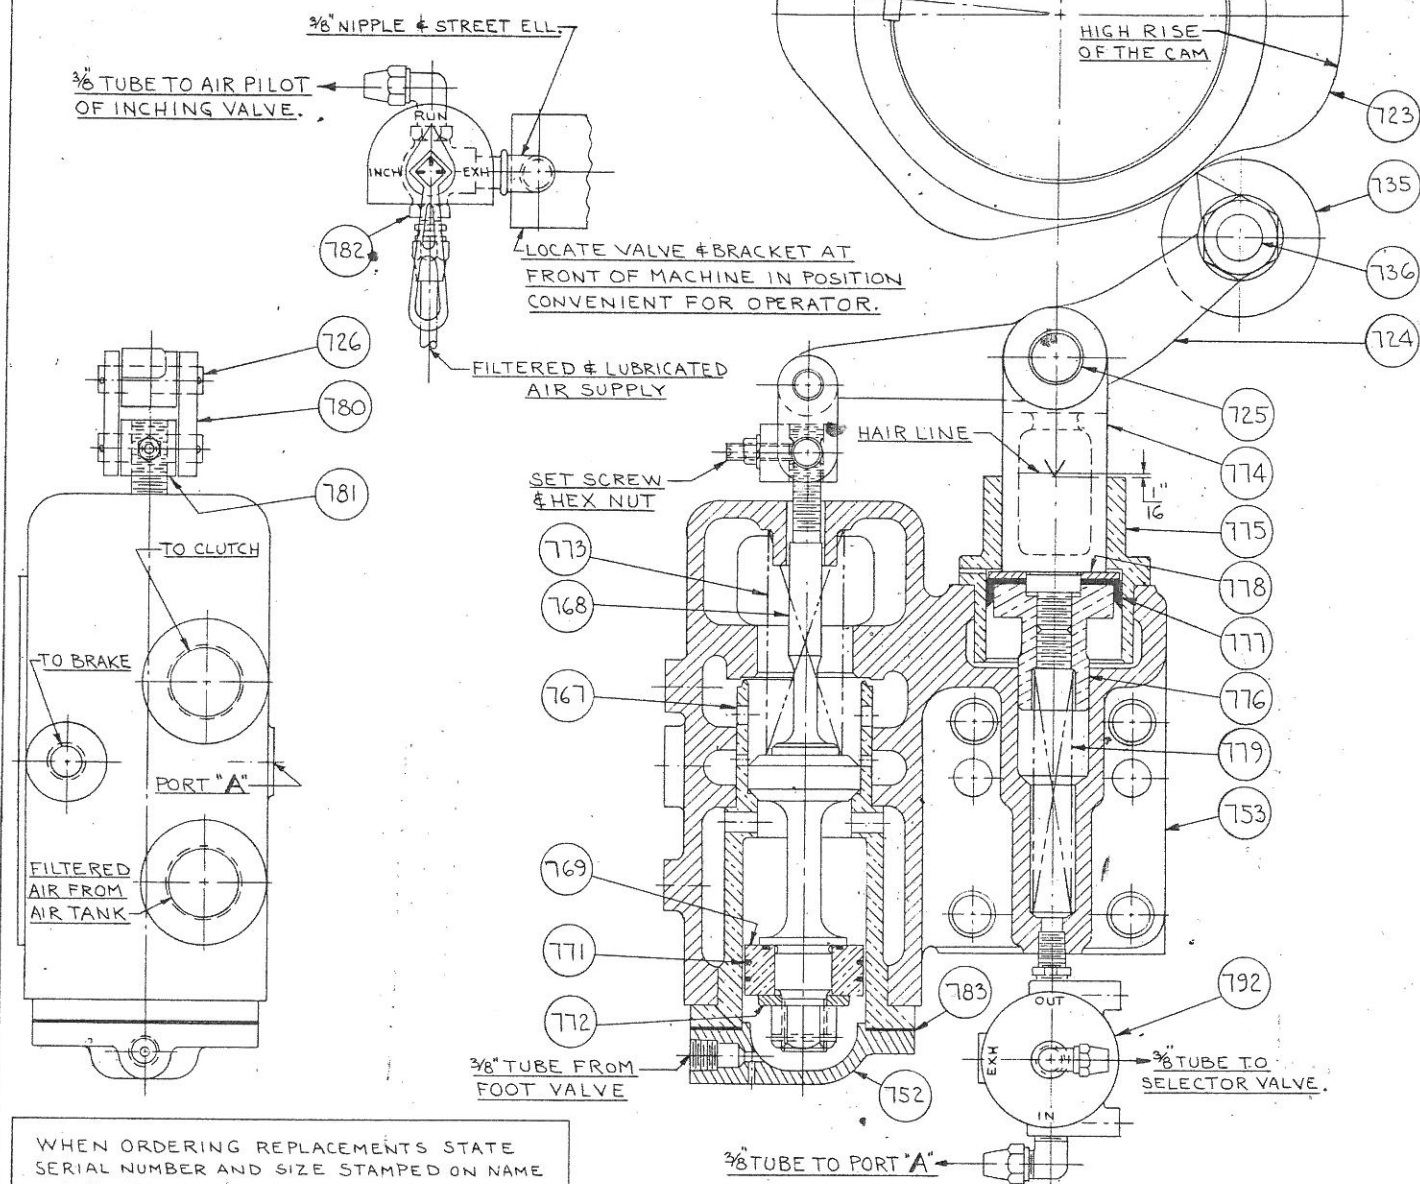 3/8" NIPPLE & STREET ELL.
3/8 TUBE TO AIR PILOT
OF INCHING VALVE.
RUN
INCH
EXH
782
LOCATE VALVE & BRACKET AT
FRONT OF MACHINE IN POSITION
CONVENIENT FOR OPERATOR.
FILTERED & LUBRICATED
AIR SUPPLY
HIGH RISE
OF THE CAM
723
735
736
724
725
774
775
778
777
776
779
753
726
780
781
TO CLUTCH
TO BRAKE
PORT "A"
FILTERED
AIR FROM
AIR TANK
HAIR LINE
1"
16
SET SCREW
& HEX NUT
773
768
767
769
771
772
3/8" TUBE FROM
FOOT VALVE
783
752
792
OUT
EXH
IN
3/8" TUBE TO
SELECTOR VALVE.
3/8 TUBE TO PORT "A"
WHEN ORDERING REPLACEMENTS STATE
SERIAL NUMBER AND SIZE STAMPED ON NAME